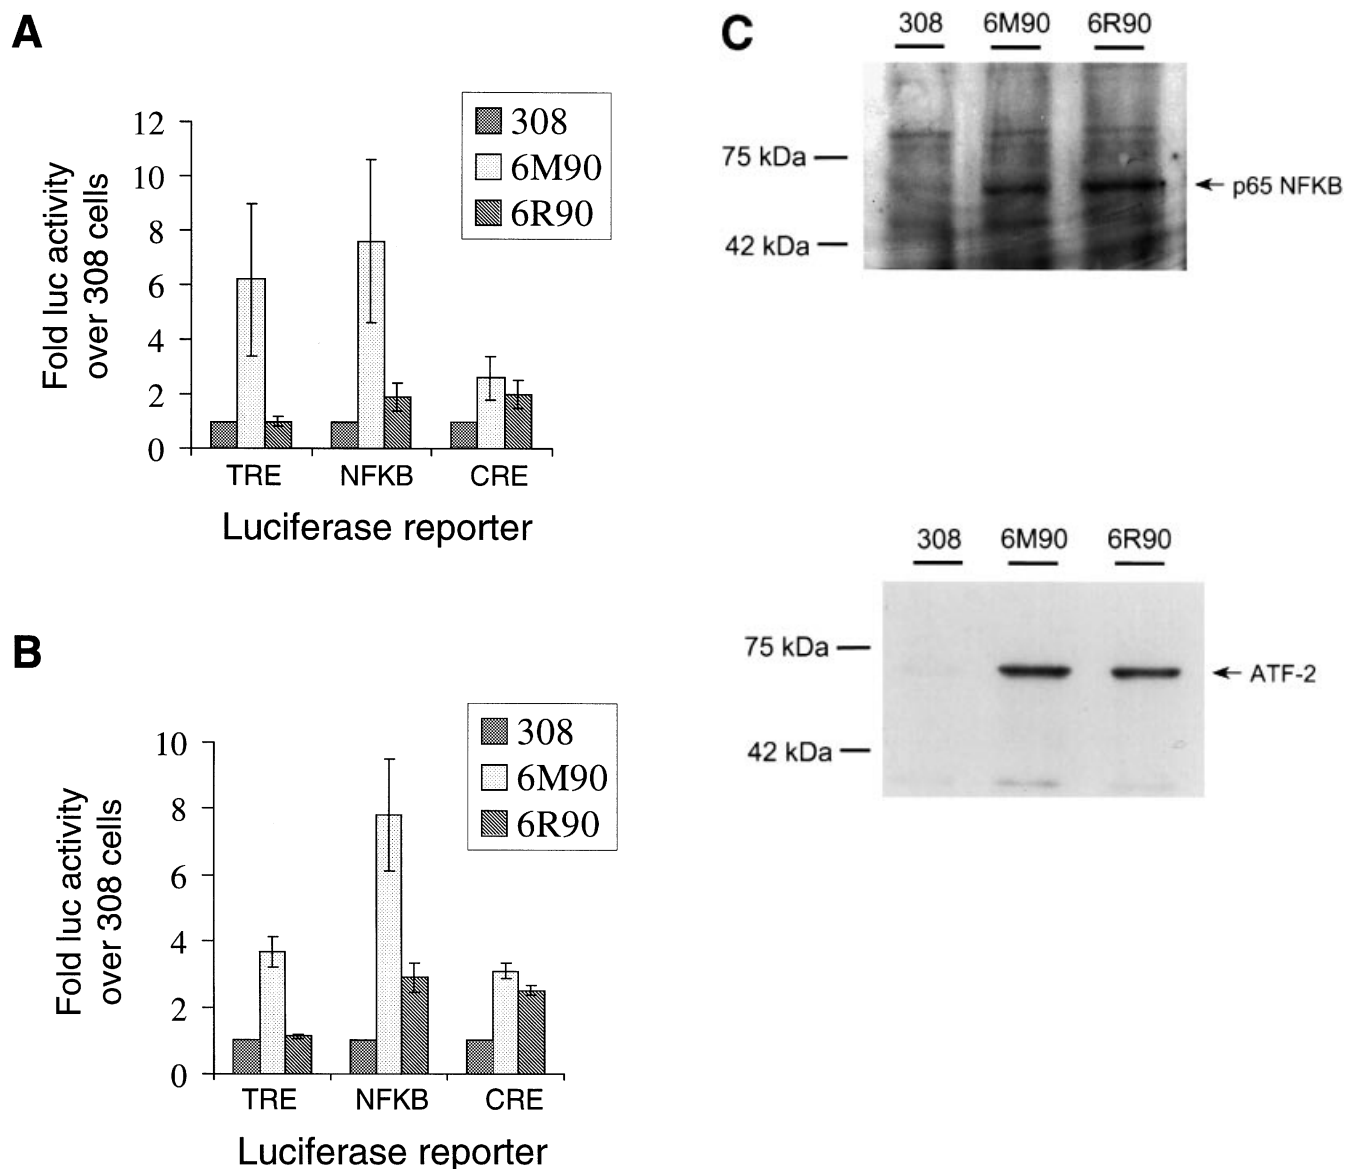 A
308
6M90
6R90
12
10
8
6
4
2
0
Fold luc activity
over 308 cells
TRE NFKB CRE
Luciferase reporter
B
308
6M90
6R90
10
8
6
4
2
0
Fold luc activity
over 308 cells
TRE NFKB CRE
Luciferase reporter
C
308 6M90 6R90
75 kDa
p65 NFKB
42 kDa
308 6M90 6R90
75 kDa
ATF-2
42 kDa